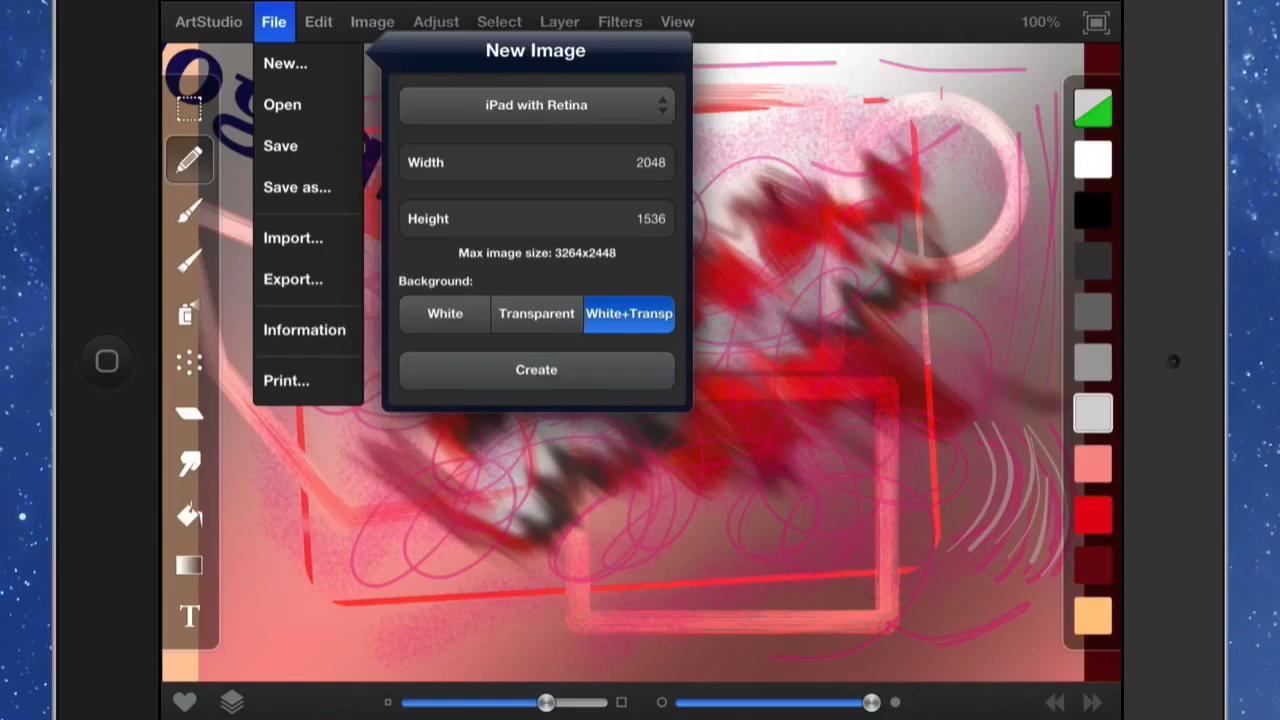 ArtStudio File Edit Image Adjust Select Layer Filters View 100%
New...
Open
Save
Save as...
Import...
Export...
Information
Print...
New Image
iPad with Retina
Width 2048
Height 1536
Max image size: 3264x2448
Background:
White Transparent White+Transp
Create
T